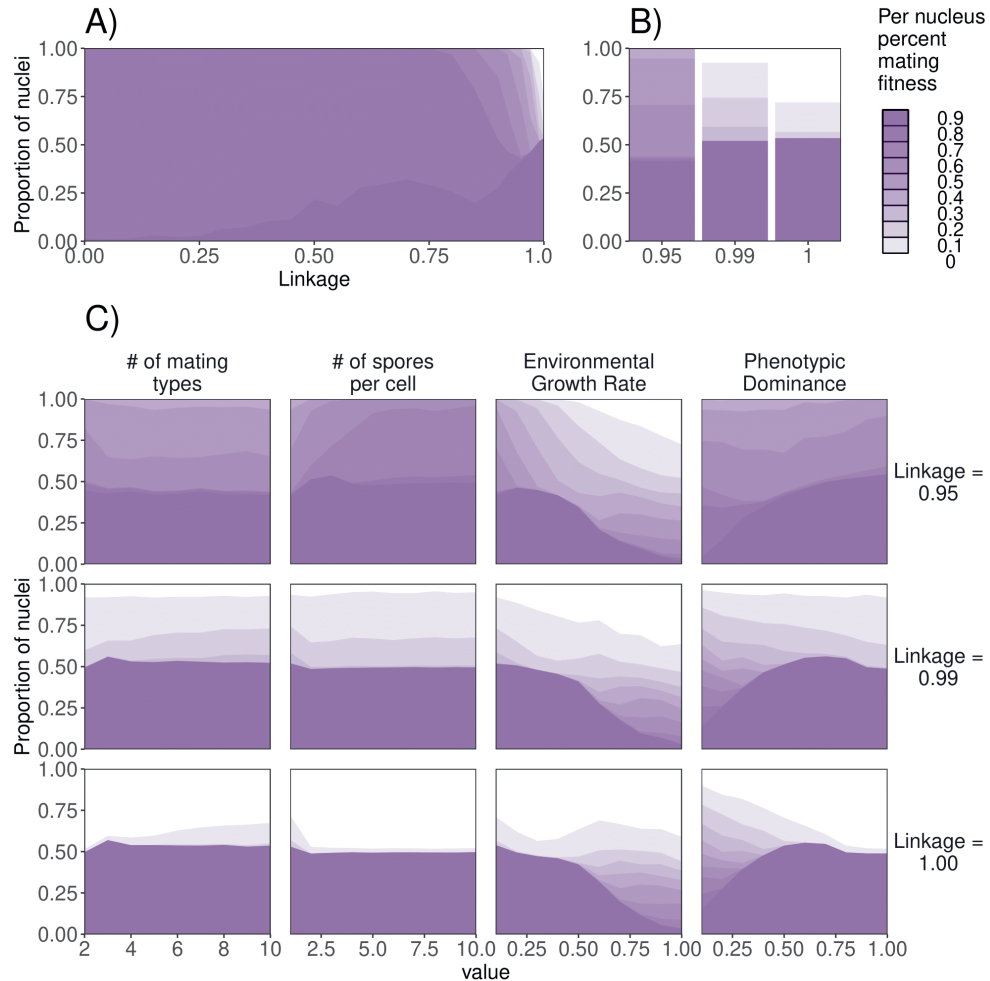 A)
B)
Per nucleus
percent
mating
fitness
Proportion of nuclei
1.00
0.75
0.50
0.25
0.00
0.00 0.25 0.50 0.75 1.0
Linkage
1.00
0.75
0.50
0.25
0.00
0.95 0.99 1
0.9
0.8
0.7
0.6
0.5
0.4
0.3
0.2
0.1
0
C)
# of mating
types
# of spores
per cell
Environmental
Growth Rate
Phenotypic
Dominance
Proportion of nuclei
1.00
0.75
0.50
0.25
0.00
Linkage =
0.95
1.00
0.75
0.50
0.25
0.00
Linkage =
0.99
1.00
0.75
0.50
0.25
0.00
Linkage =
1.00
2 4 6 8 10
2.5 5.0 7.5 10.0
0.25 0.50 0.75 1.00
0.25 0.50 0.75 1.00
value